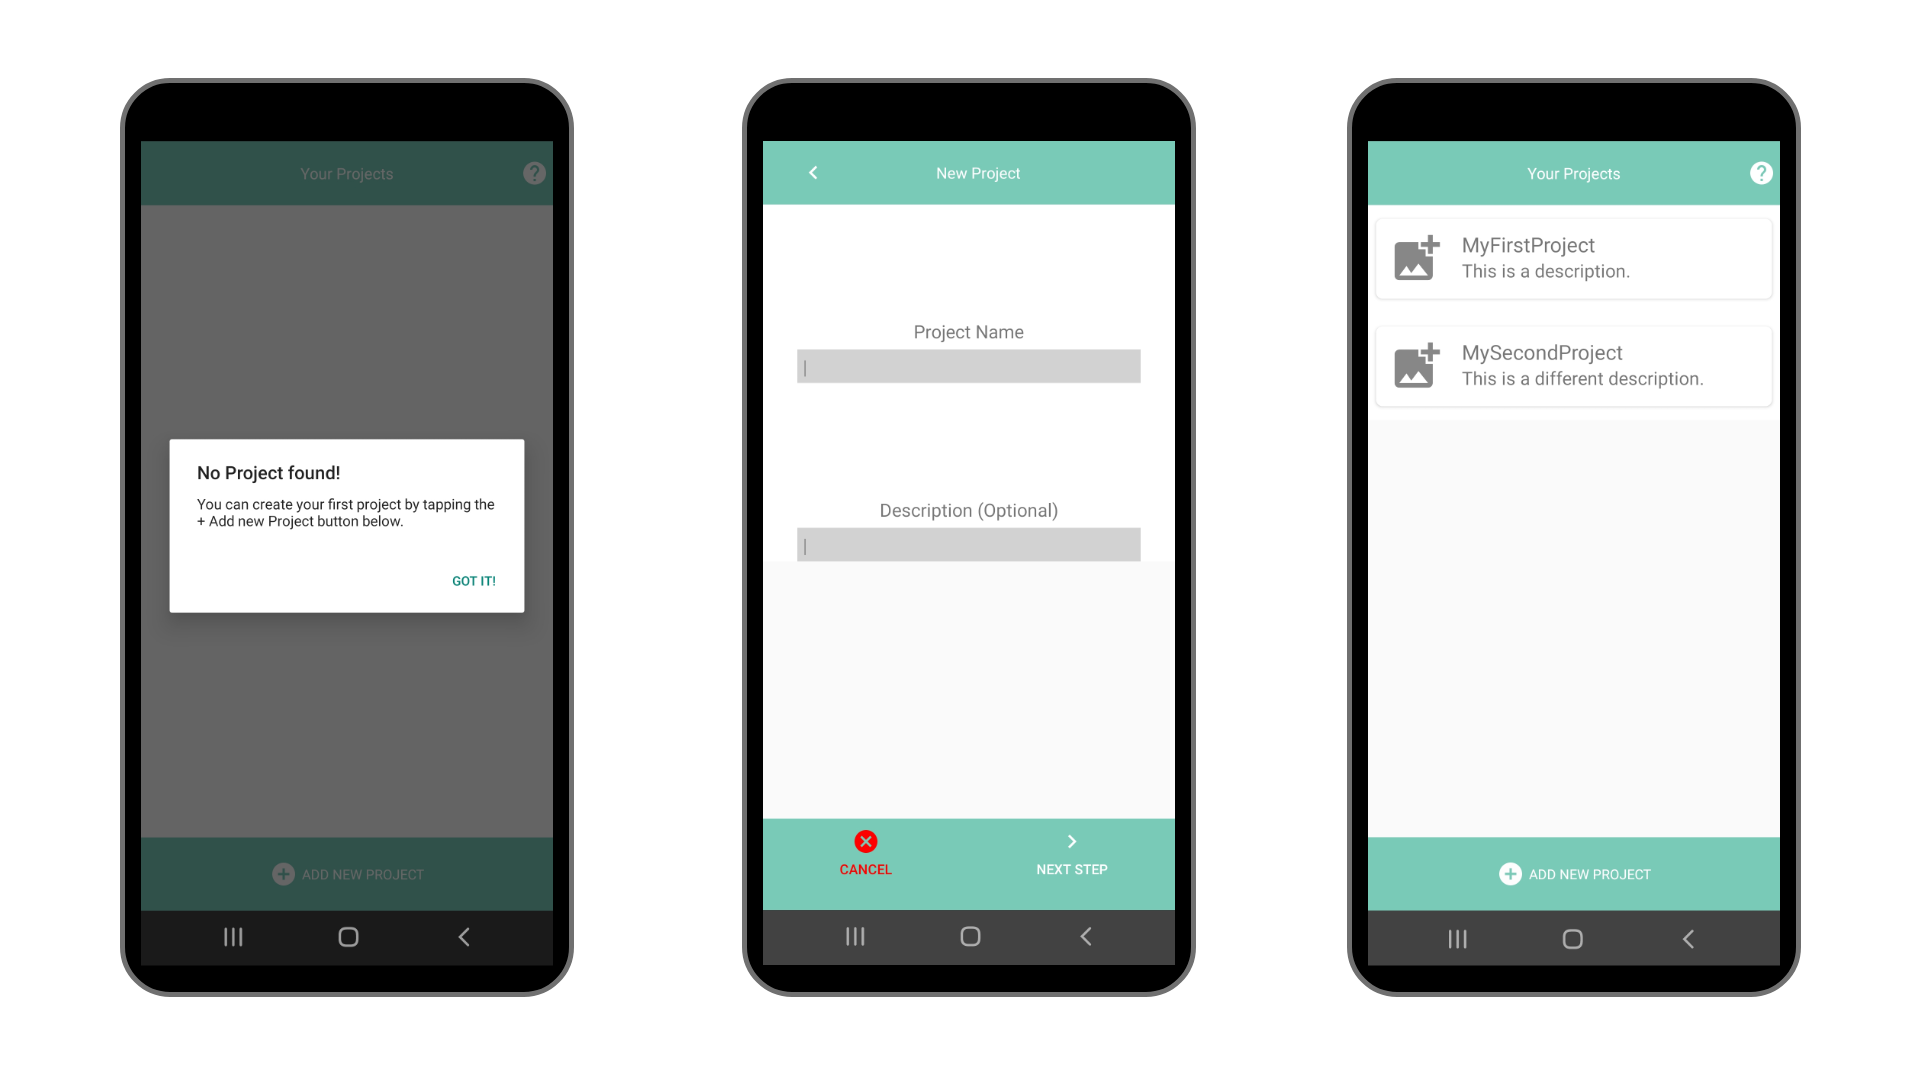 Your Projects
No Project found!
You can create your first project by tapping the
+ Add new Project button below.
GOT IT!
ADD NEW PROJECT
New Project
Project Name
Description (Optional)
CANCEL
NEXT STEP
Your Projects
MyFirstProject
This is a description.
MySecondProject
This is a different description.
ADD NEW PROJECT